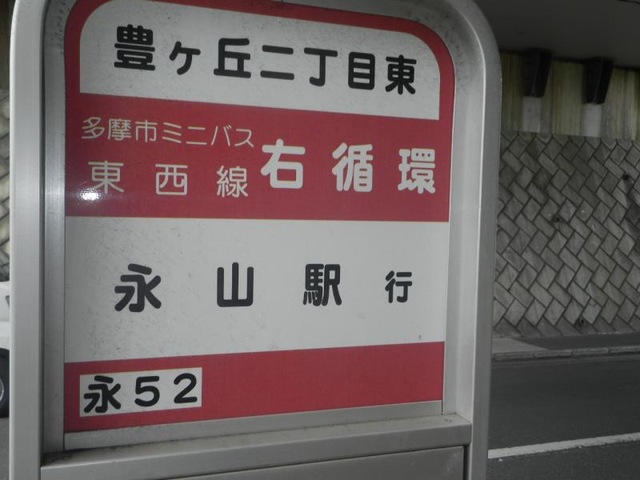 豊ヶ丘二丁目東
多摩市ミニバス
東西線右循環
永山駅行
永52